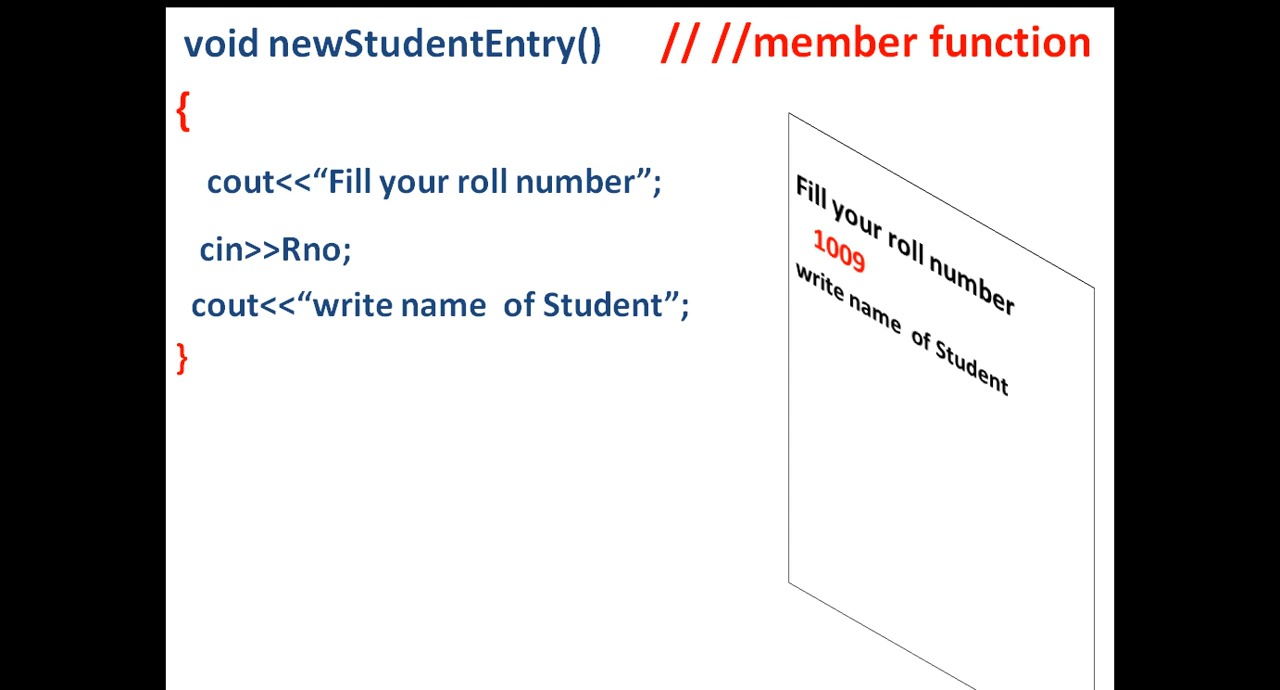 void newStudentEntry() // //member function
{
cout<<“Fill your roll number”;
cin>>Rno;
cout<<“write name of Student”;
}
Fill your roll number
1009
write name of Student